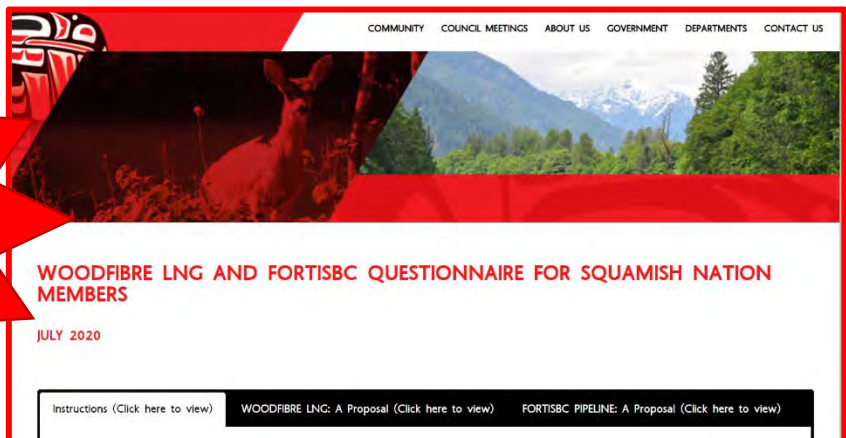 COMMUNITY COUNCIL MEETINGS ABOUT US GOVERNMENT DEPARTMENTS CONTACT US
WOODFIBRE LNG AND FORTISBC QUESTIONNAIRE FOR SQUAMISH NATION
MEMBERS
JULY 2020
Instructions (Click here to view) WOODFIBRE LNG: A Proposal (Click here to view) FORTISBC PIPELINE: A Proposal (Click here to view)